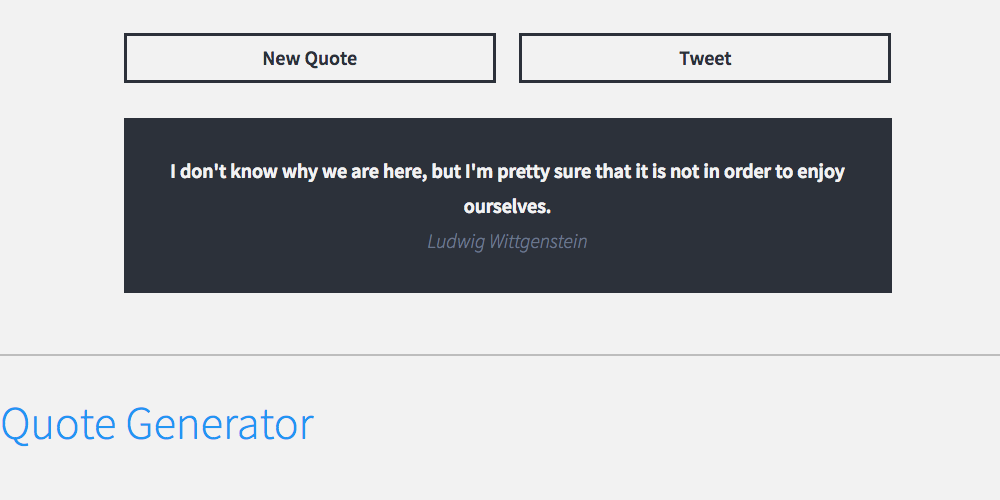 New Quote
Tweet
I don't know why we are here, but I'm pretty sure that it is not in order to enjoy
ourselves.
Ludwig Wittgenstein
Quote Generator